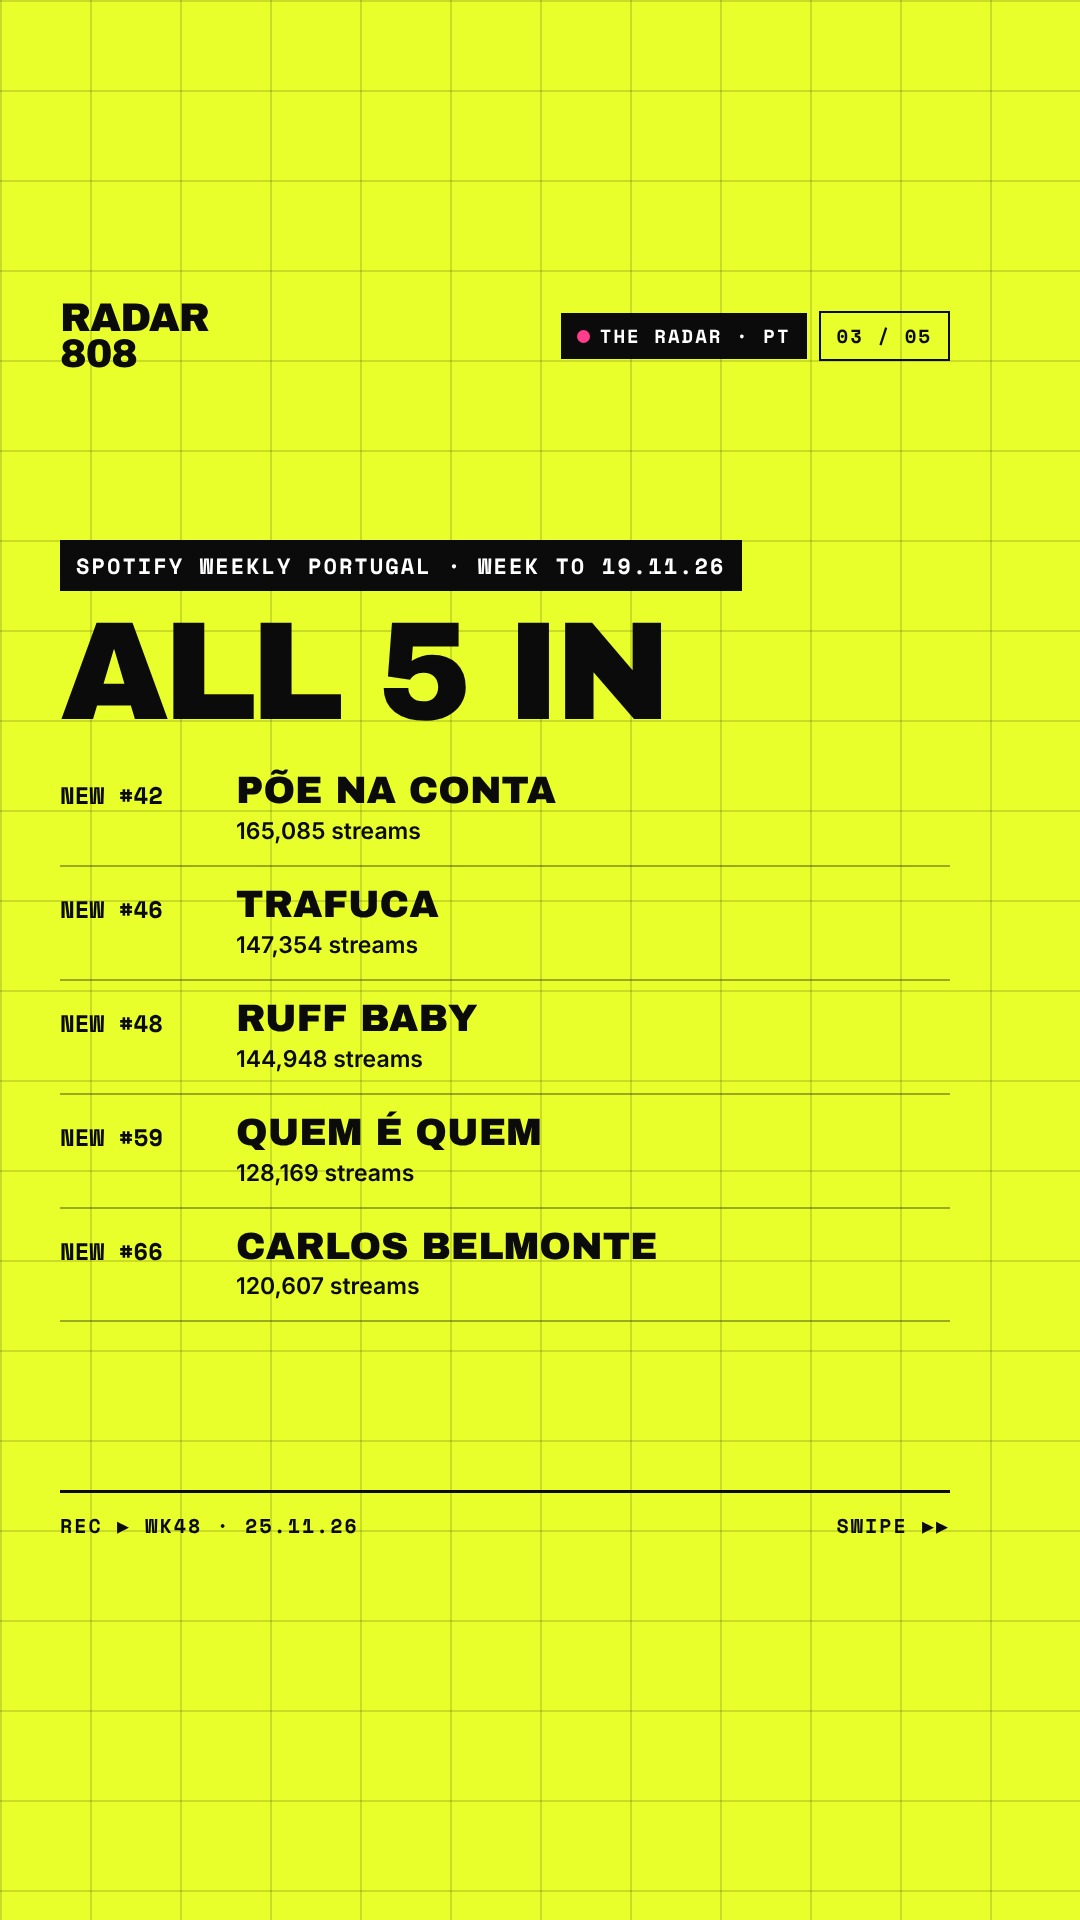 RADAR
808
THE RADAR · PT
03 / 05
SPOTIFY WEEKLY PORTUGAL · WEEK TO 19.11.26
ALL 5 IN
NEW #42 PÕE NA CONTA
165,085 streams
NEW #46 TRAFUCA
147,354 streams
NEW #48 RUFF BABY
144,948 streams
NEW #59 QUEM É QUEM
128,169 streams
NEW #66 CARLOS BELMONTE
120,607 streams
REC ▶ WK48 · 25.11.26
SWIPE ▶▶